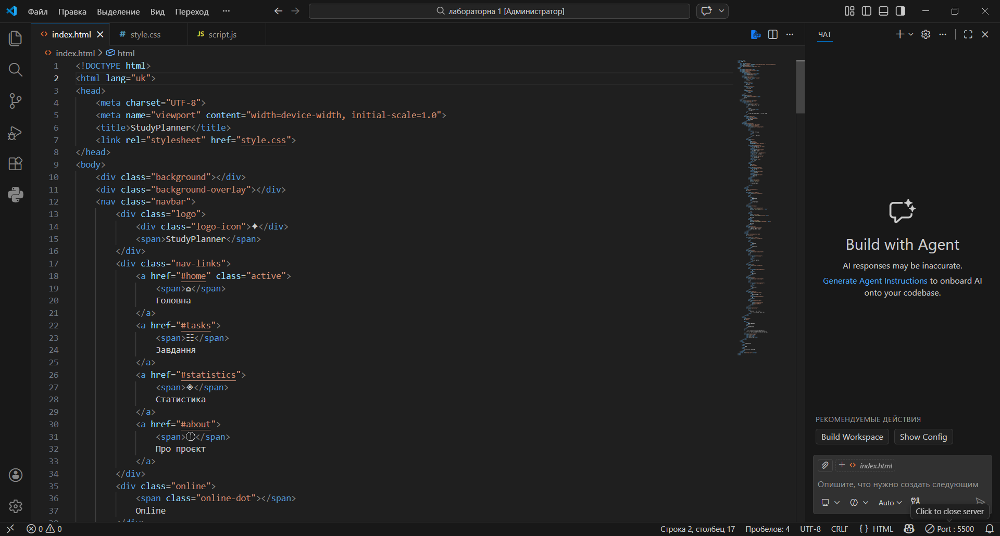 Файл Правка Выделение Вид Переход ··· лабораторна 1 [Администратор]
index.html style.css JS script.js
ЧАТ
index.html > html
1 <!DOCTYPE html>
2 <html lang="uk">
3 <head>
4 <meta charset="UTF-8">
5 <meta name="viewport" content="width=device-width, initial-scale=1.0">
6 <title>StudyPlanner</title>
7 <link rel="stylesheet" href="style.css">
8 </head>
9 <body>
10 <div class="background"></div>
11 <div class="background-overlay"></div>
12 <nav class="navbar">
13 <div class="logo">
14 <div class="logo-icon">✦</div>
15 <span>StudyPlanner</span>
16 </div>
17 <div class="nav-links">
18 <a href="#home" class="active">
19 <span>⌂</span>
20 Головна
21 </a>
22 <a href="#tasks">
23 <span>☷</span>
24 Завдання
25 </a>
26 <a href="#statistics">
27 <span>◈</span>
28 Статистика
29 </a>
30 <a href="#about">
31 <span>ⓘ</span>
32 Про проєкт
33 </a>
34 </div>
35 <div class="online">
36 <span class="online-dot"></span>
37 Online
38 </div>
Build with Agent
AI responses may be inaccurate.
Generate Agent Instructions to onboard AI
onto your codebase.
РЕКОМЕНДУЕМЫЕ ДЕЙСТВИЯ
Build Workspace Show Config
index.html
Опишите, что нужно создать следующим
Auto
Click to close server
0 0 Строка 2, столбец 17 Пробелов: 4 UTF-8 CRLF { } HTML Port : 5500